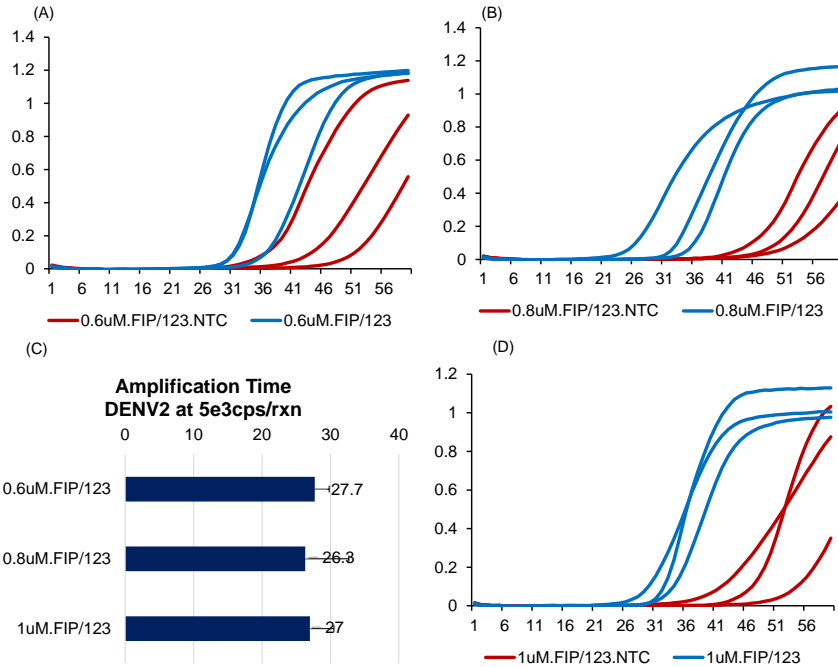 (A)
1.4
1.2
1
0.8
0.6
0.4
0.2
0
1 6 11 16 21 26 31 36 41 46 51 56
0.6uM.FIP/123.NTC 0.6uM.FIP/123
(B)
1.4
1.2
1
0.8
0.6
0.4
0.2
0
1 6 11 16 21 26 31 36 41 46 51 56
0.8uM.FIP/123.NTC 0.8uM.FIP/123
(C)
Amplification Time
DENV2 at 5e3cps/rxn
0 10 20 30 40
0.6uM.FIP/123 27.7
0.8uM.FIP/123 26.3
1uM.FIP/123 27
(D)
1.2
1
0.8
0.6
0.4
0.2
0
1 6 11 16 21 26 31 36 41 46 51 56
1uM.FIP/123.NTC 1uM.FIP/123